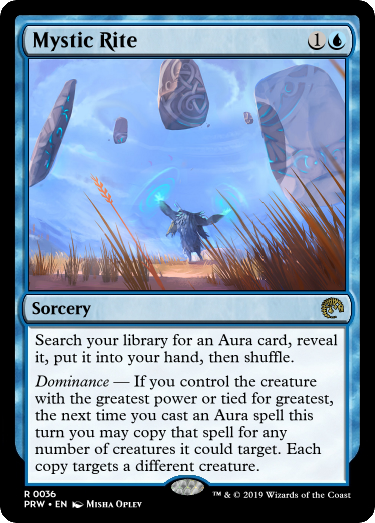 Mystic Rite 1
Sorcery
Search your library for an Aura card, reveal
it, put it into your hand, then shuffle.
Dominance — If you control the creature
with the greatest power or tied for greatest,
the next time you cast an Aura spell this
turn you may copy that spell for any
number of creatures it could target. Each
copy targets a different creature.
R 0036
PRW • EN Misha Oplev
™ & © 2019 Wizards of the Coast